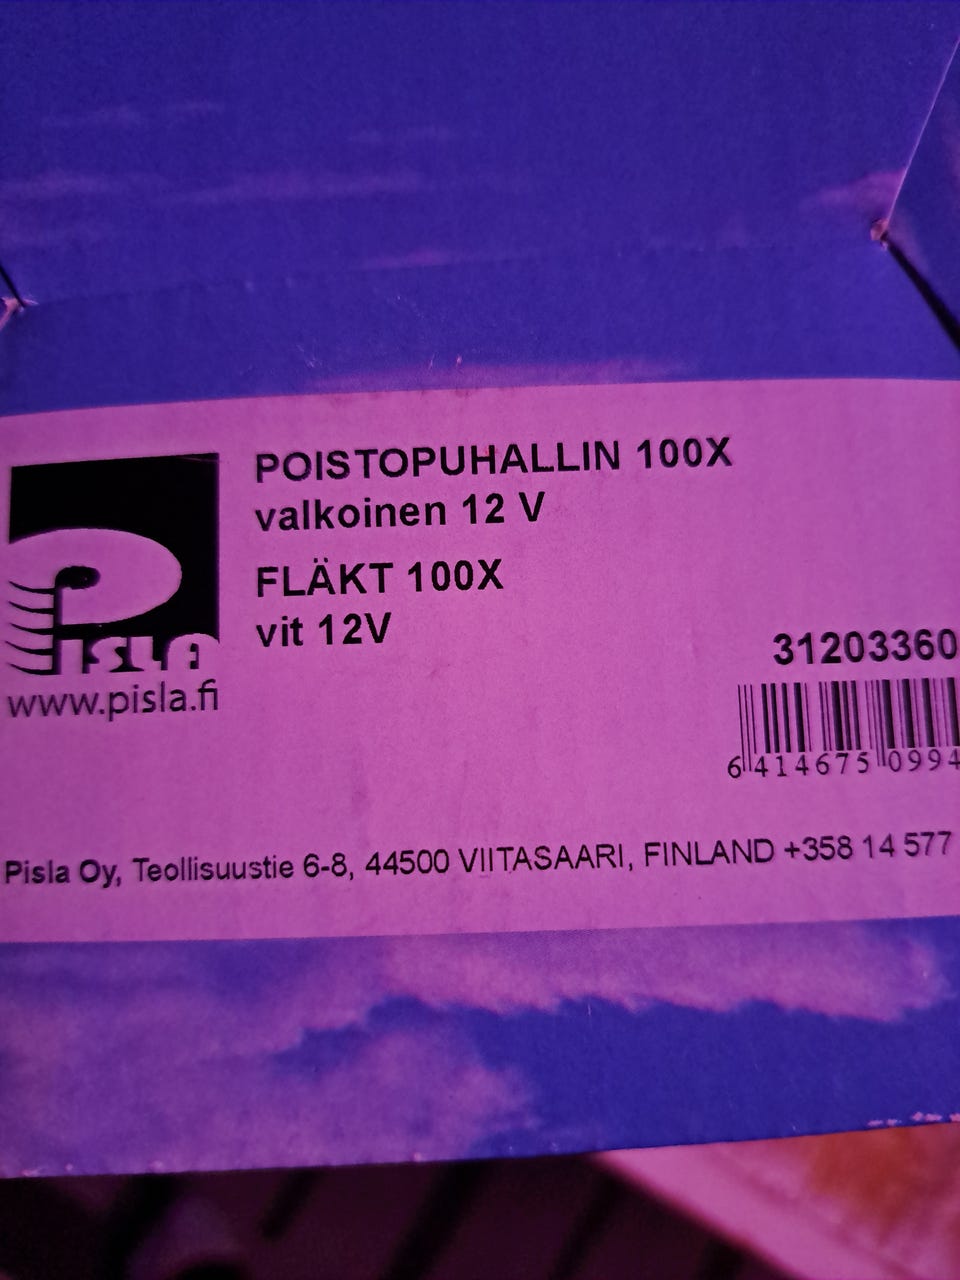 POISTOPUHALLIN 100X
valkoinen 12 V
FLÄKT 100X
vit 12V
PISLA
www.pisla.fi
31203360
6 414675 0994
Pisla Oy, Teollisuustie 6-8, 44500 VIITASAARI, FINLAND +358 14 577